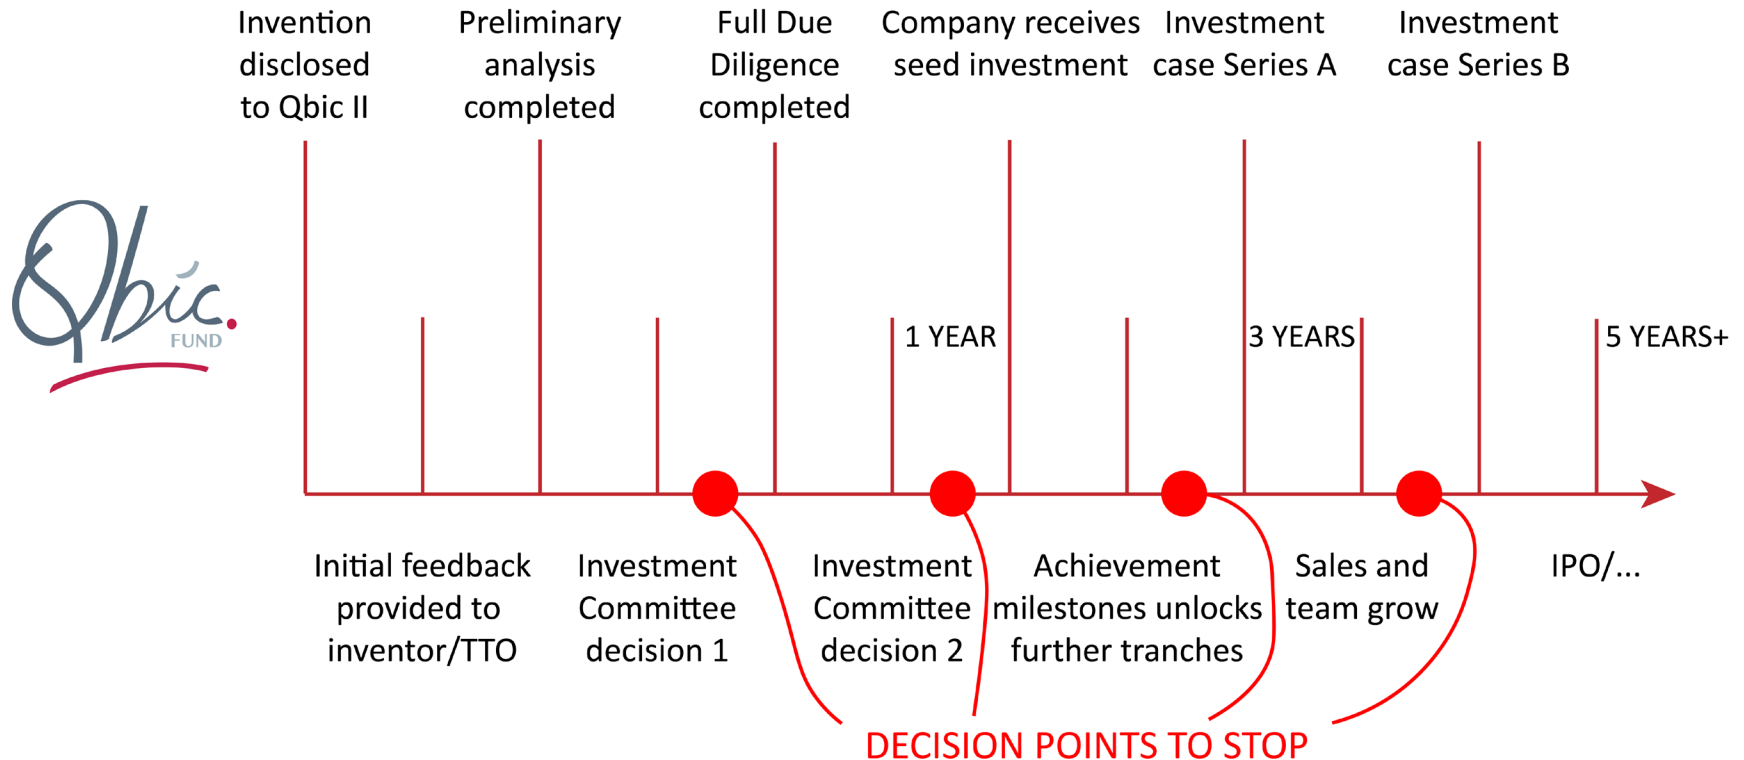 Invention
disclosed
to Qbic II
Preliminary
analysis
completed
Full Due
Diligence
completed
Company receives
seed investment
Investment
case Series A
Investment
case Series B
Qbic.
FUND
1 YEAR
3 YEARS
5 YEARS+
Initial feedback
provided to
inventor/TTO
Investment
Committee
decision 1
Investment
Committee
decision 2
Achievement
milestones unlocks
further tranches
Sales and
team grow
IPO/...
DECISION POINTS TO STOP